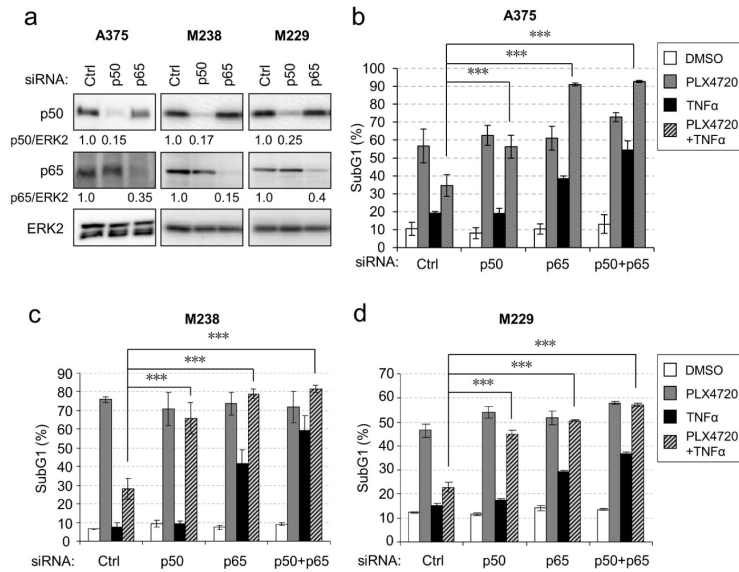 a
A375 M238 M229
siRNA: Ctrl p50 p65 Ctrl p50 p65 Ctrl p50 p65
p50
p50/ERK2 1.0 0.15 1.0 0.17 1.0 0.25
p65
p65/ERK2 1.0 0.35 1.0 0.15 1.0 0.4
ERK2
b
A375
***
***
***
SubG1 (%)
100
90
80
70
60
50
40
30
20
10
0
siRNA: Ctrl p50 p65 p50+p65
DMSO
PLX4720
TNFα
PLX4720
+TNFα
c
M238
***
***
***
SubG1 (%)
90
80
70
60
50
40
30
20
10
0
siRNA: Ctrl p50 p65 p50+p65
d
M229
***
***
***
SubG1 (%)
70
60
50
40
30
20
10
0
siRNA: Ctrl p50 p65 p50+p65
DMSO
PLX4720
TNFα
PLX4720
+TNFα